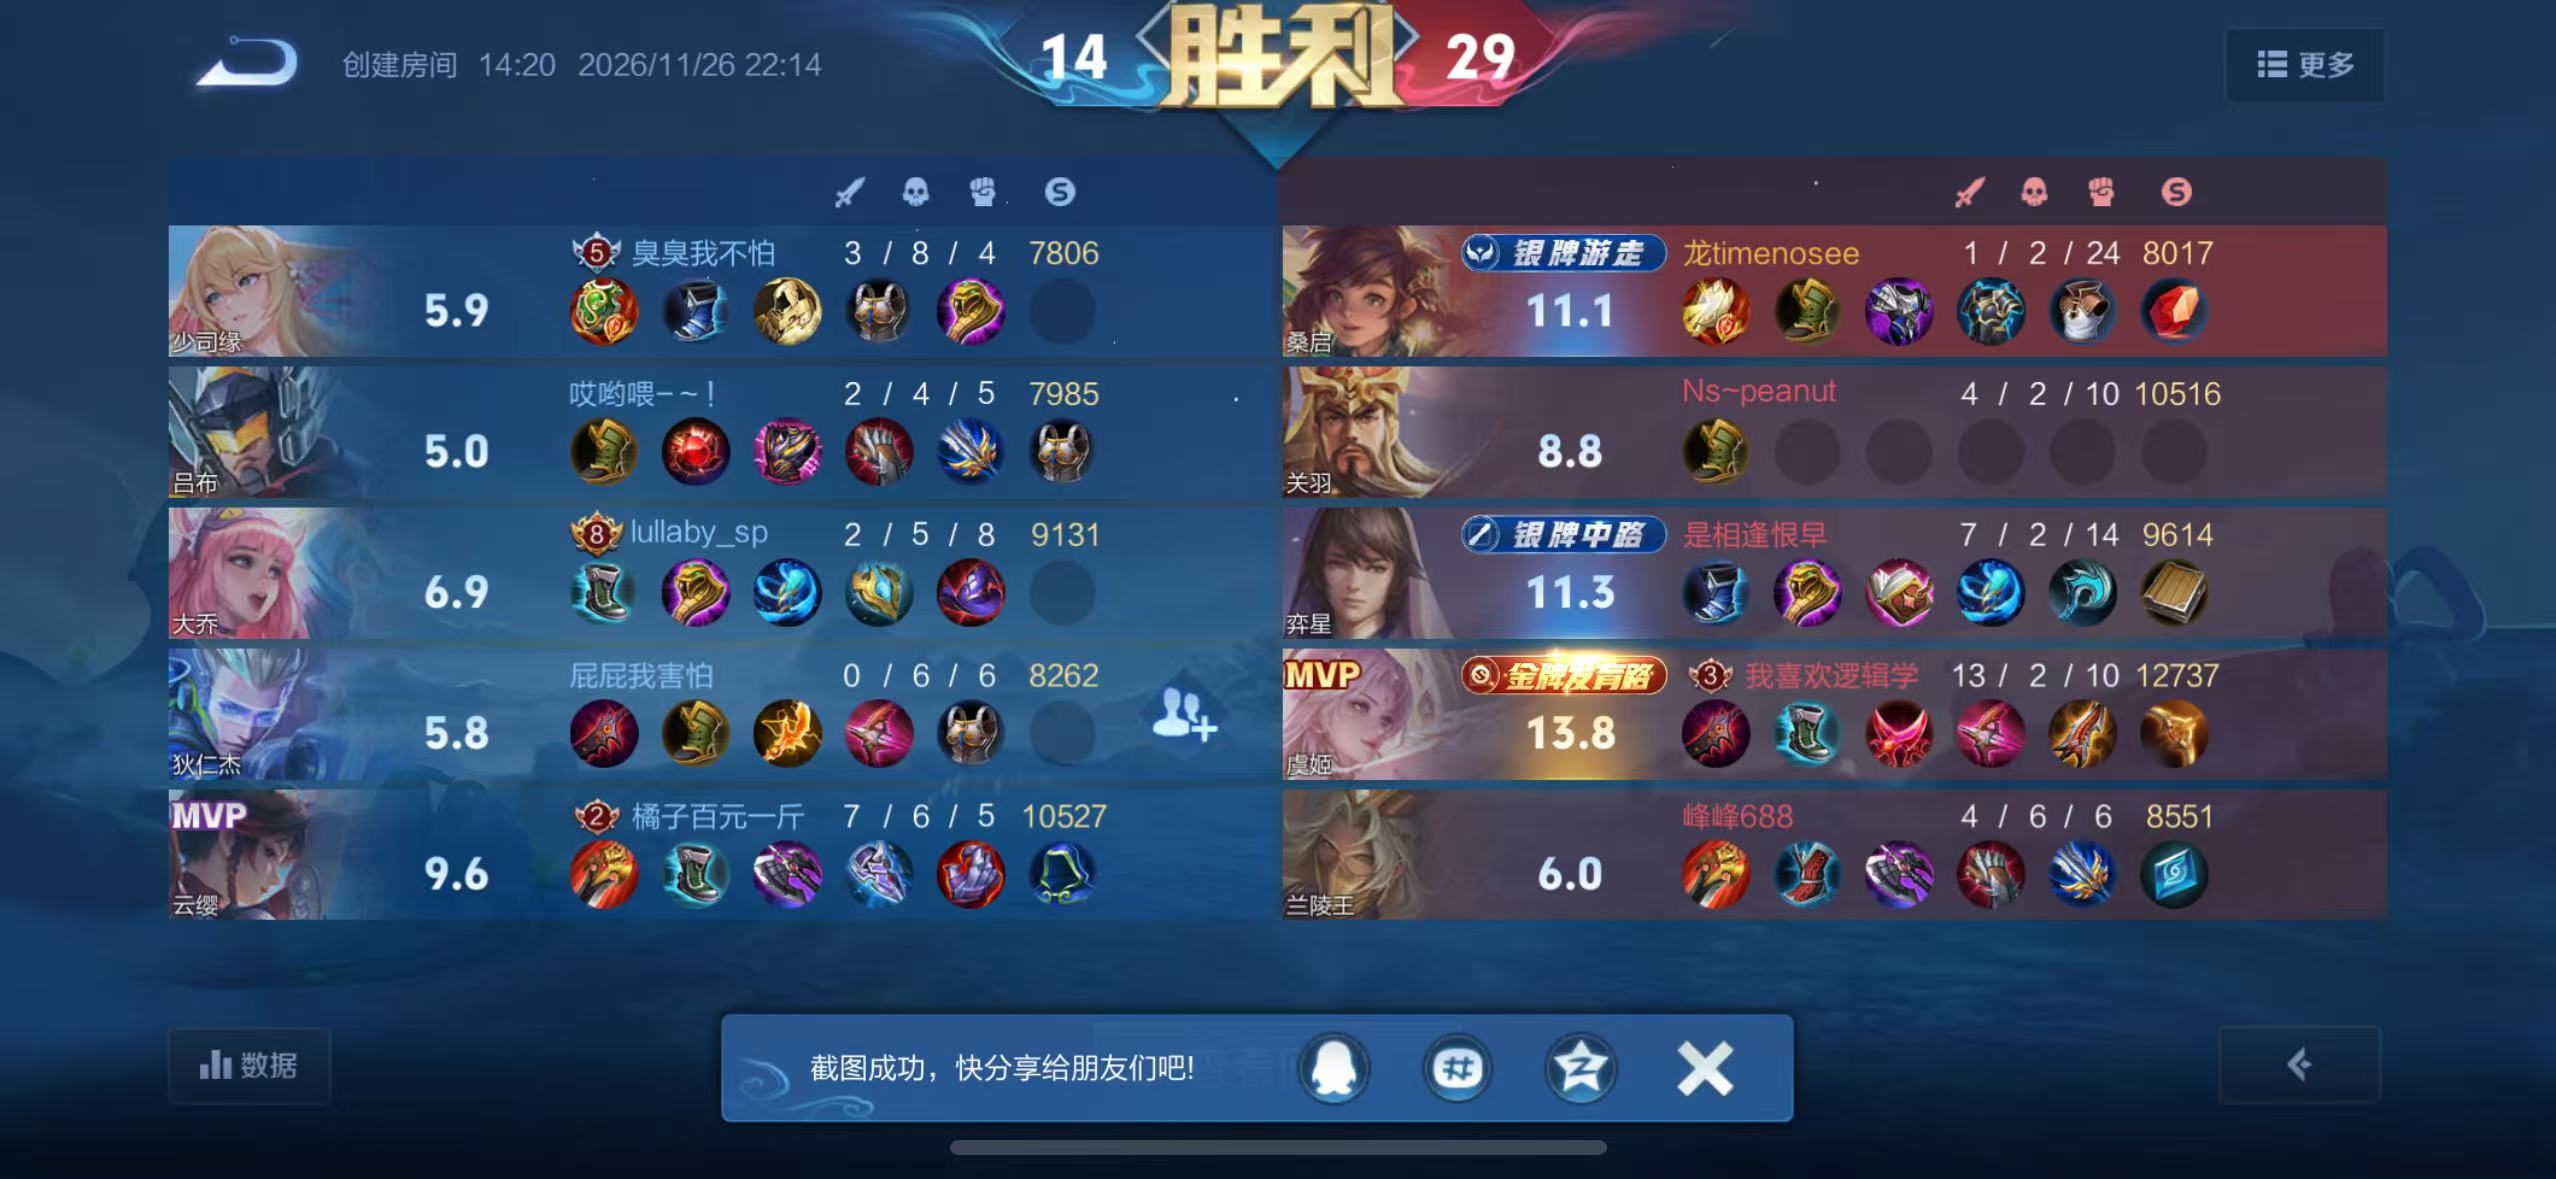 创建房间 14:20 2026/11/26 22:14
14 胜利 29
更多
少司缘 5.9 5 臭臭我不怕 3 / 8 / 4 7806
吕布 5.0 哎哟喂–~! 2 / 4 / 5 7985
大乔 6.9 8 lullaby_sp 2 / 5 / 8 9131
狄仁杰 5.8 屁屁我害怕 0 / 6 / 6 8262
MVP 云缨 9.6 2 橘子百元一斤 7 / 6 / 5 10527
桑启 银牌游走 11.1 龙timenosee 1 / 2 / 24 8017
关羽 8.8 Ns~peanut 4 / 2 / 10 10516
弈星 银牌中路 11.3 是相逢恨早 7 / 2 / 14 9614
MVP 虞姬 金牌发育路 13.8 3 我喜欢逻辑学 13 / 2 / 10 12737
兰陵王 6.0 峰峰688 4 / 6 / 6 8551
数据
截图成功，快分享给朋友们吧!